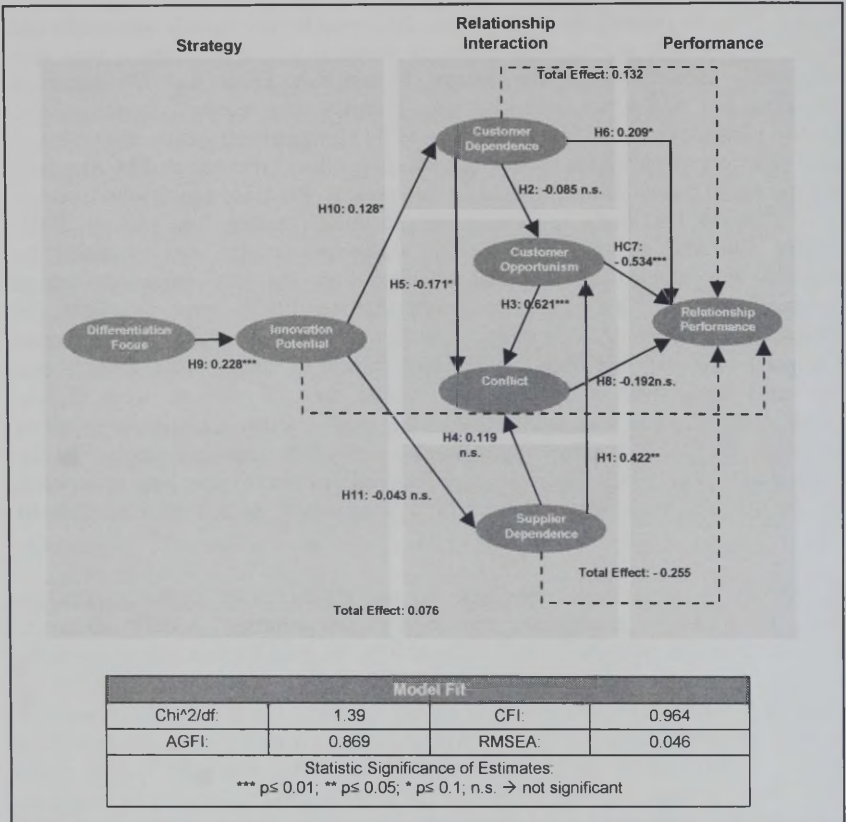 Strategy
Relationship
Interaction
Performance
Total Effect: 0.132
Customer
Dependence
H6: 0.209*
H2: -0.085 n.s.
H10: 0.128*
Customer
Opportunism
HC7:
- 0.534***
H5: -0.171*
H3: 0.621***
Differentiation
Focus
Innovation
Potential
Relationship
Performance
H9: 0.228***
Conflict
H8: -0.192n.s.
H4: 0.119
n.s.
H1: 0.422**
H11: -0.043 n.s.
Supplier
Dependence
Total Effect: - 0.255
Total Effect: 0.076
Model Fit
Chi^2/df: 1.39 CFI: 0.964
AGFI: 0.869 RMSEA: 0.046
Statistic Significance of Estimates:
*** p≤ 0.01; ** p≤ 0.05; * p≤ 0.1; n.s. → not significant